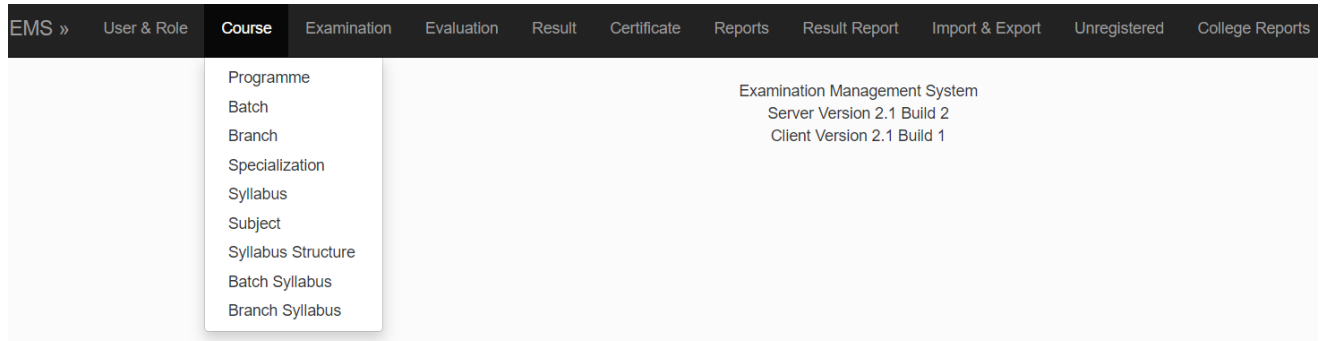 EMS » User & Role Course Examination Evaluation Result Certificate Reports Result Report Import & Export Unregistered College Reports
Programme
Batch
Branch
Specialization
Syllabus
Subject
Syllabus Structure
Batch Syllabus
Branch Syllabus
Examination Management System
Server Version 2.1 Build 2
Client Version 2.1 Build 1